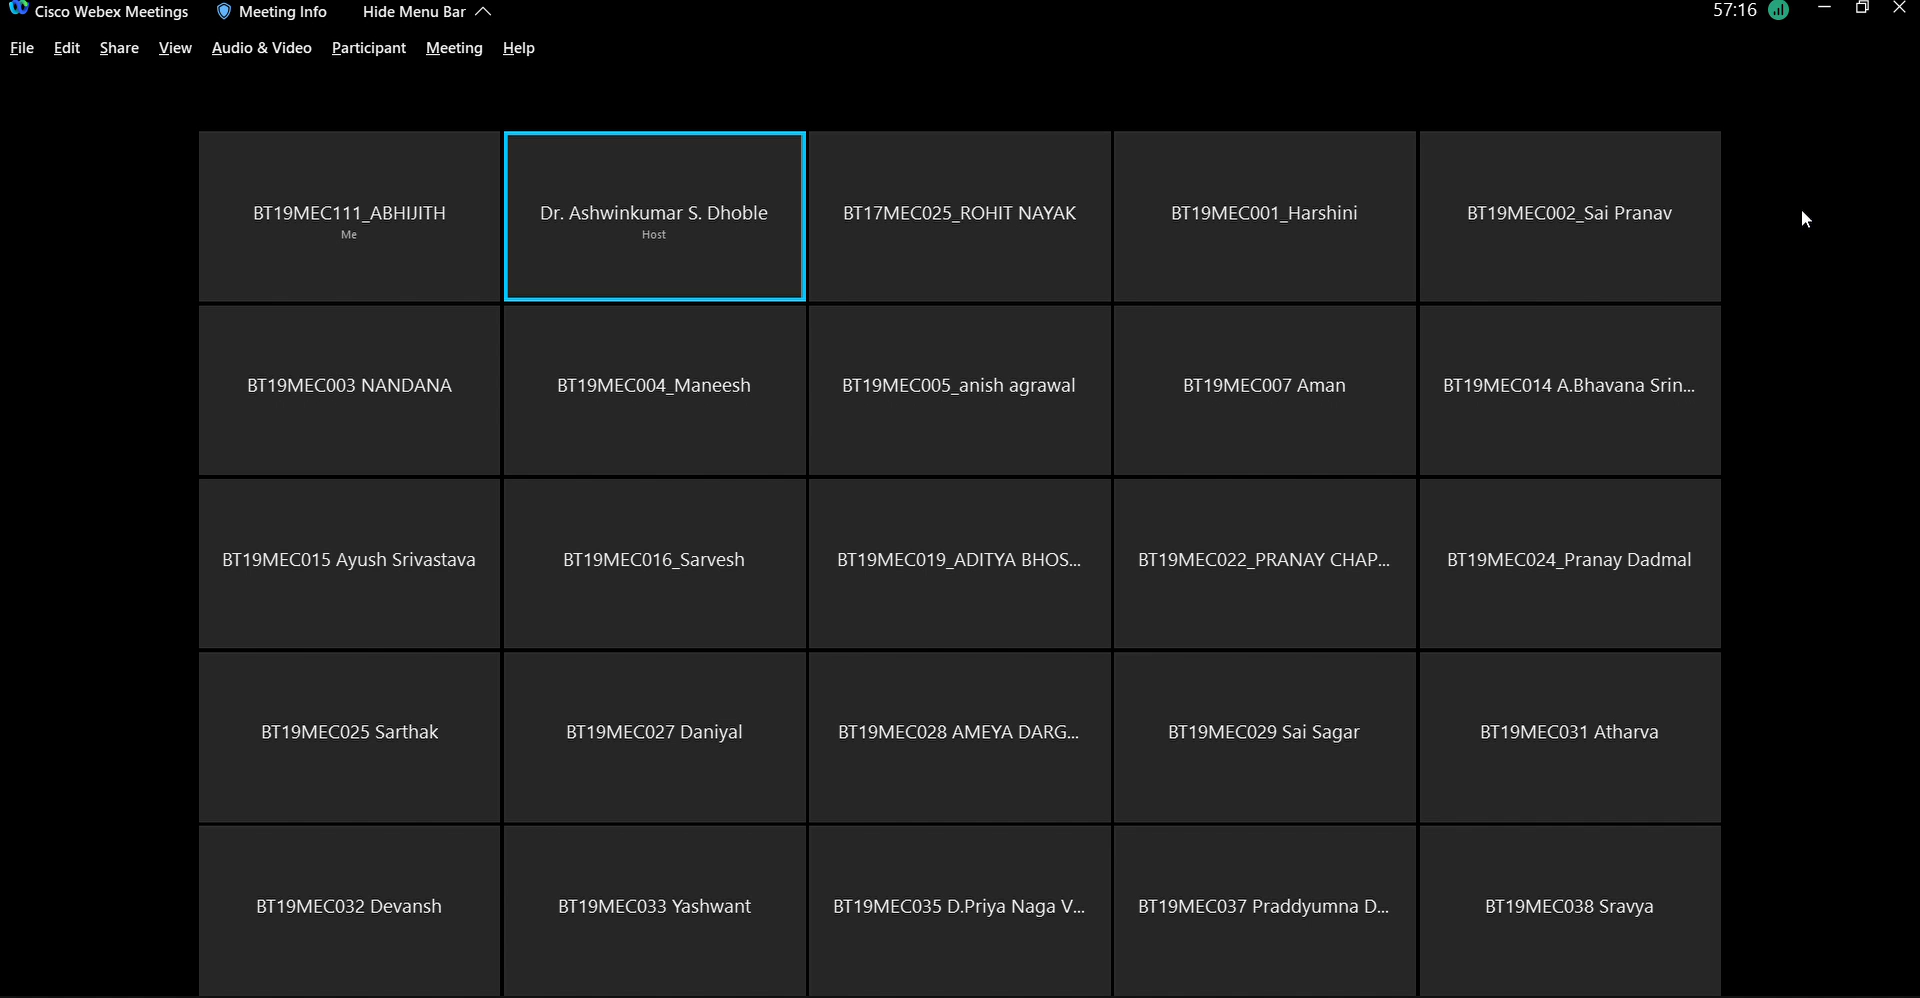 Cisco Webex Meetings Meeting Info Hide Menu Bar 57:16
File Edit Share View Audio & Video Participant Meeting Help
BT19MEC111_ABHIJITH Dr. Ashwinkumar S. Dhoble BT17MEC025_ROHIT NAYAK BT19MEC001_Harshini BT19MEC002_Sai Pranav
Me Host
BT19MEC003 NANDANA BT19MEC004_Maneesh BT19MEC005_anish agrawal BT19MEC007 Aman BT19MEC014 A.Bhavana Srin...
BT19MEC015 Ayush Srivastava BT19MEC016_Sarvesh BT19MEC019_ADITYA BHOS... BT19MEC022_PRANAY CHAP... BT19MEC024_Pranay Dadmal
BT19MEC025 Sarthak BT19MEC027 Daniyal BT19MEC028 AMEYA DARG... BT19MEC029 Sai Sagar BT19MEC031 Atharva
BT19MEC032 Devansh BT19MEC033 Yashwant BT19MEC035 D.Priya Naga V... BT19MEC037 Praddyumna D... BT19MEC038 Sravya